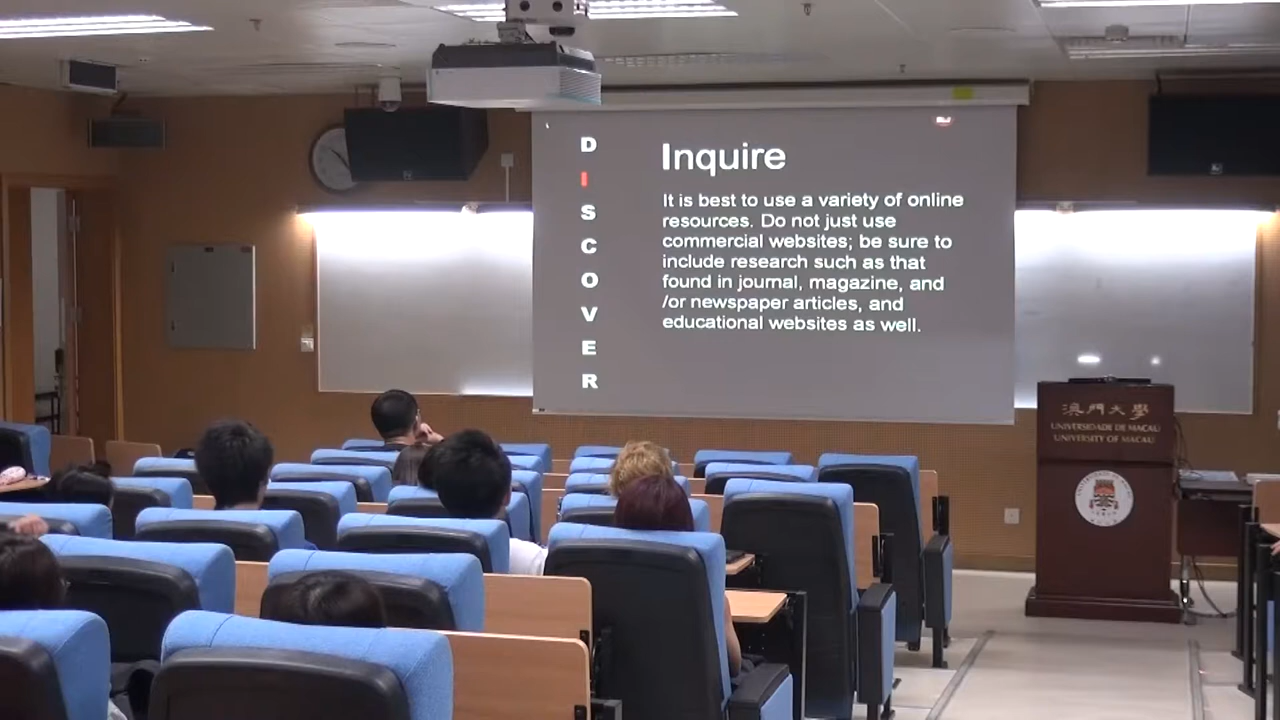 D
I
S
C
O
V
E
R
Inquire
It is best to use a variety of online
resources. Do not just use
commercial websites; be sure to
include research such as that
found in journal, magazine, and
/or newspaper articles, and
educational websites as well.
澳門大學
UNIVERSIDADE DE MACAU
UNIVERSITY OF MACAU